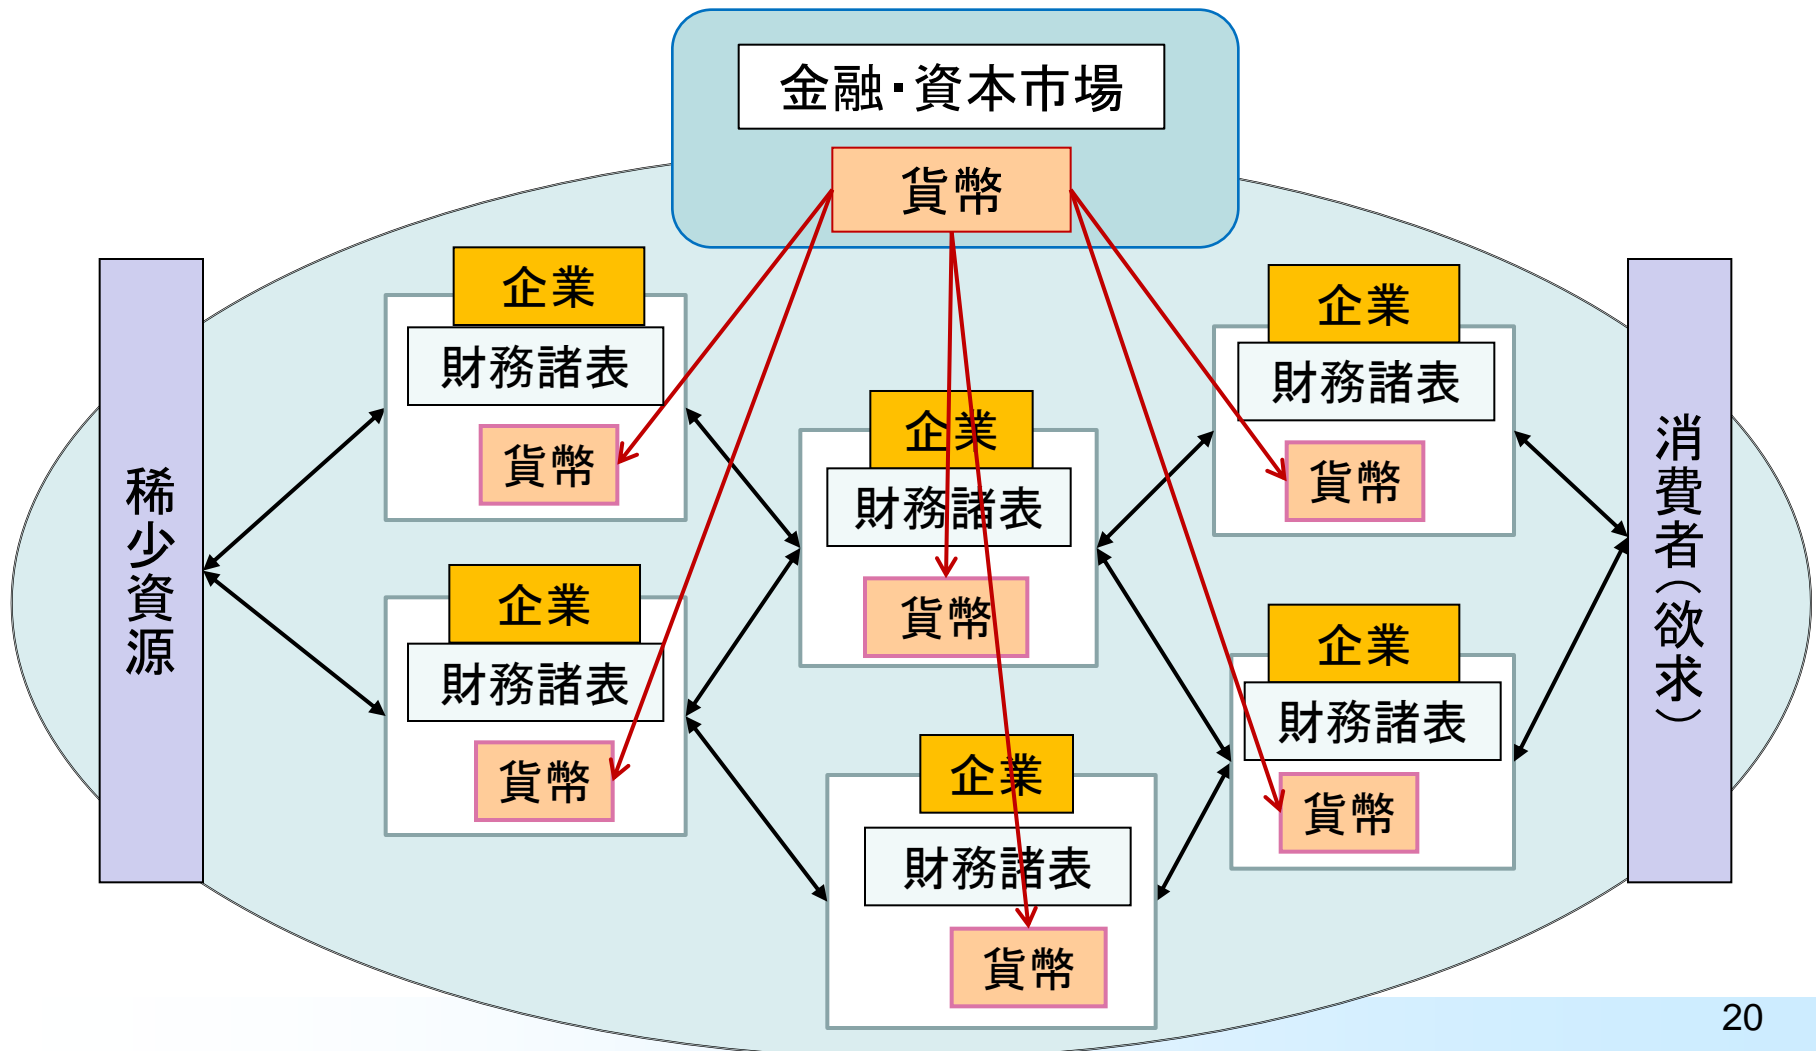 金融・資本市場
貨幣
企業
財務諸表
貨幣
企業
財務諸表
貨幣
企業
財務諸表
貨幣
企業
財務諸表
貨幣
企業
財務諸表
貨幣
企業
財務諸表
貨幣
稀少資源
消費者(欲求)
20